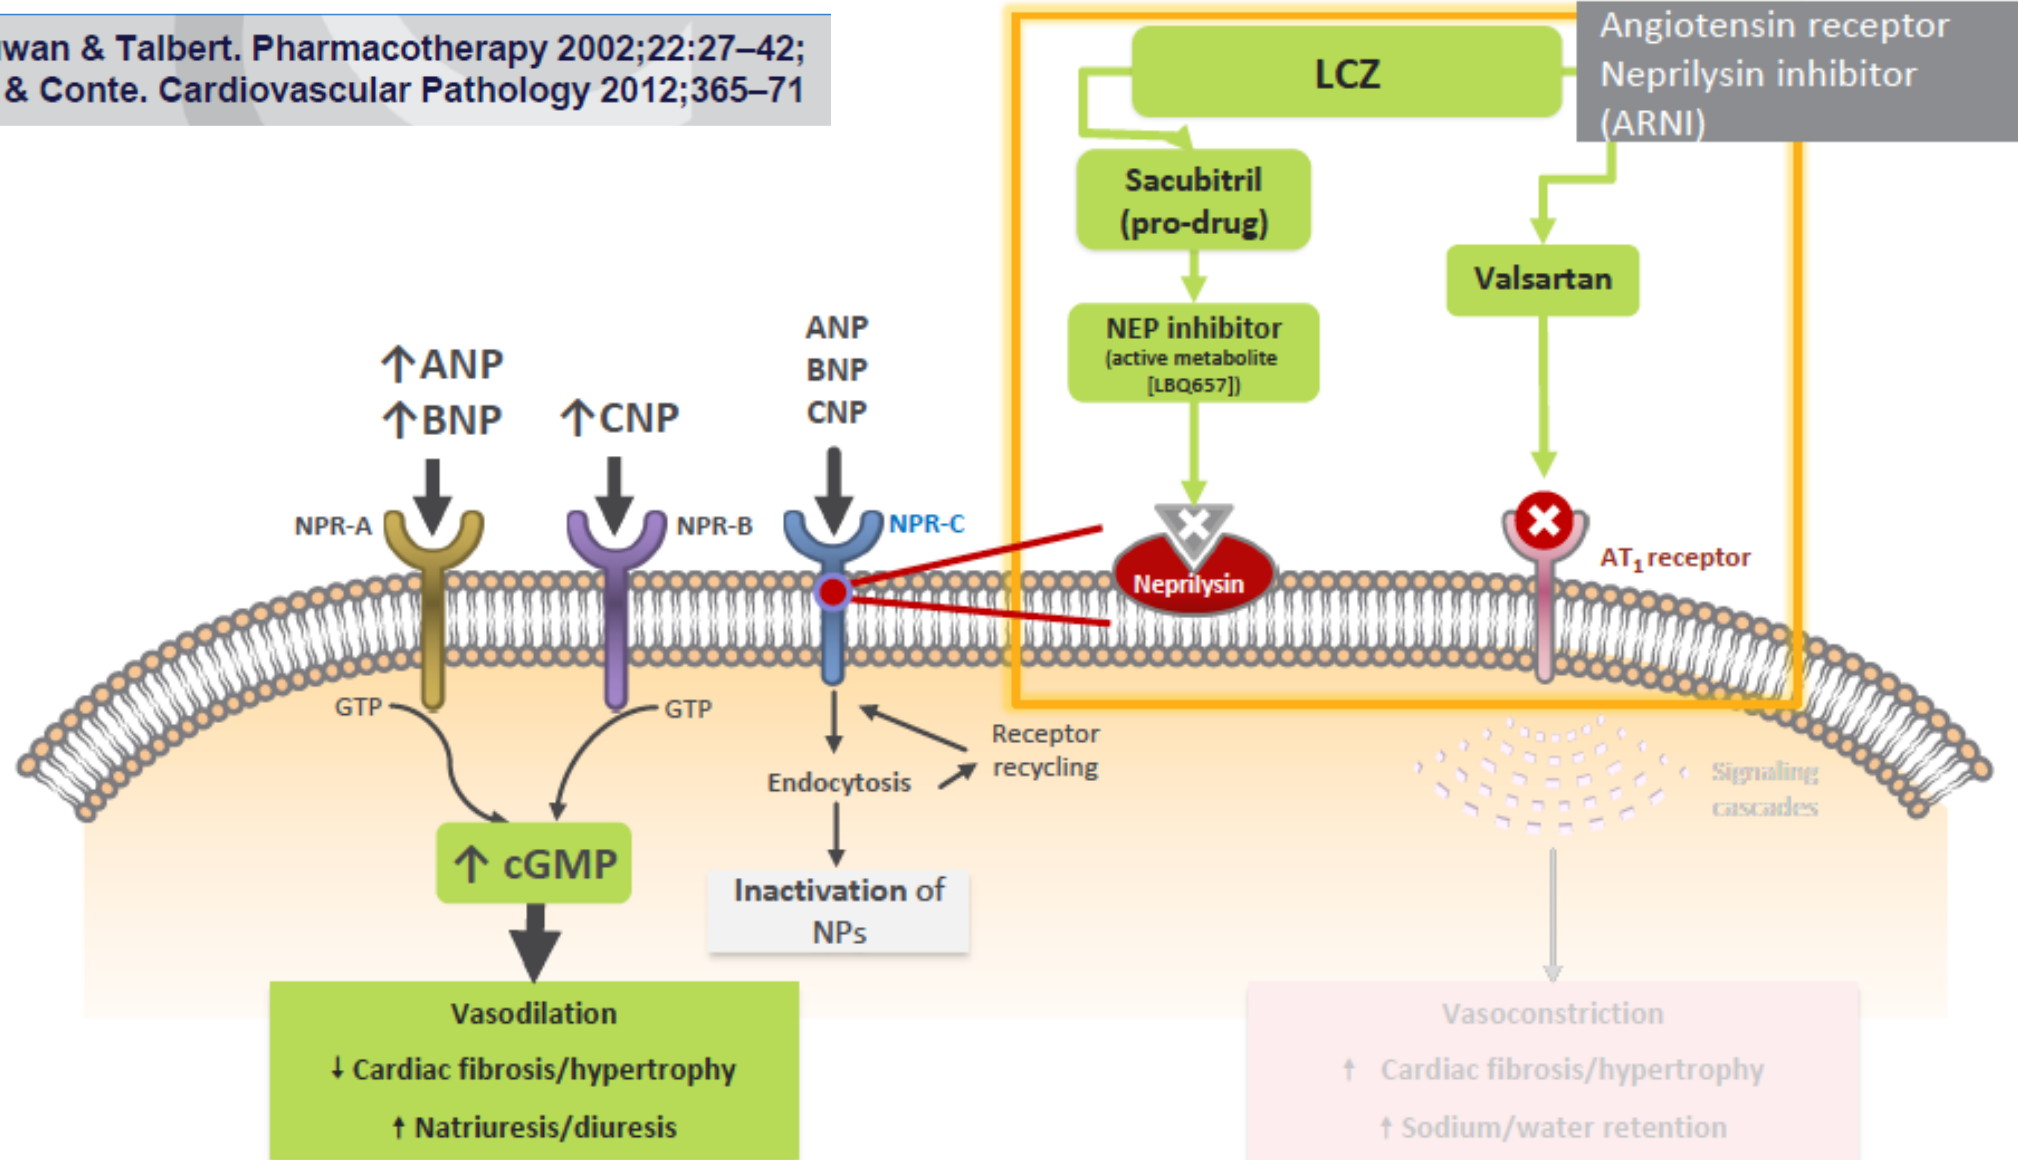 & Talbert. Pharmacotherapy 2002;22:27–42;
& Conte. Cardiovascular Pathology 2012;365–71
LCZ
Angiotensin receptor
Neprilysin inhibitor
(ARNI)
Sacubitril
(pro-drug)
Valsartan
NEP inhibitor
(active metabolite
[LBQ657])
↑ANP
↑BNP
↑CNP
ANP
BNP
CNP
NPR-A
NPR-B
NPR-C
Neprilysin
AT1 receptor
GTP
GTP
Receptor
recycling
Endocytosis
Signaling
cascades
↑ cGMP
Inactivation of
NPs
Vasodilation
↓ Cardiac fibrosis/hypertrophy
↑ Natriuresis/diuresis
Vasoconstriction
↑ Cardiac fibrosis/hypertrophy
↑ Sodium/water retention